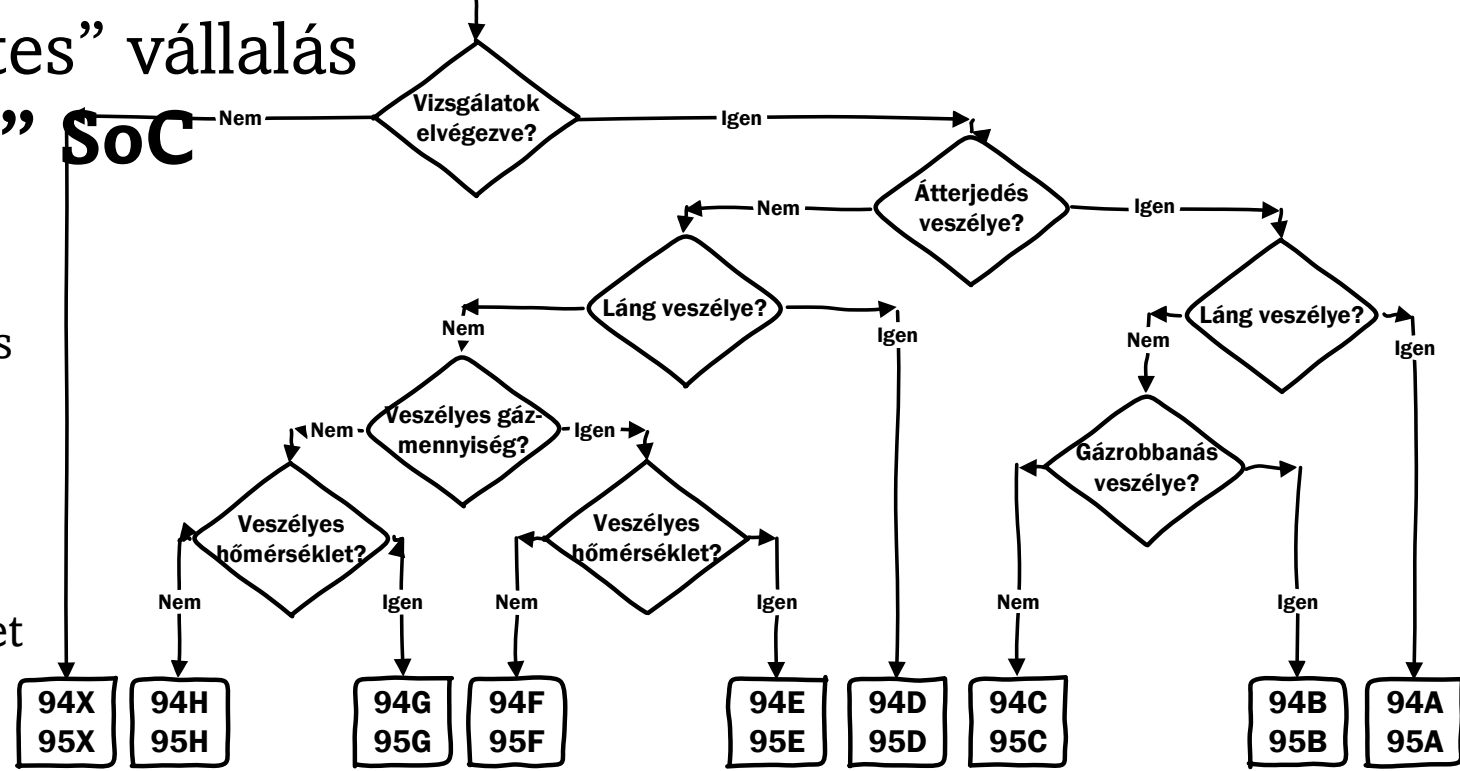 tes” vállalás
” SoC
s
et
Vizsgálatok
elvégezve?
Nem
Igen
Átterjedés
veszélye?
Nem
Igen
Láng veszélye?
Láng veszélye?
Nem
Igen
Nem
Igen
Veszélyes gáz-
mennyiség?
Nem
Igen
Gázrobbanás
veszélye?
Veszélyes
hőmérséklet?
Veszélyes
hőmérséklet?
Nem
Igen
Nem
Igen
Nem
Igen
94X
95X
94H
95H
94G
95G
94F
95F
94E
95E
94D
95D
94C
95C
94B
95B
94A
95A